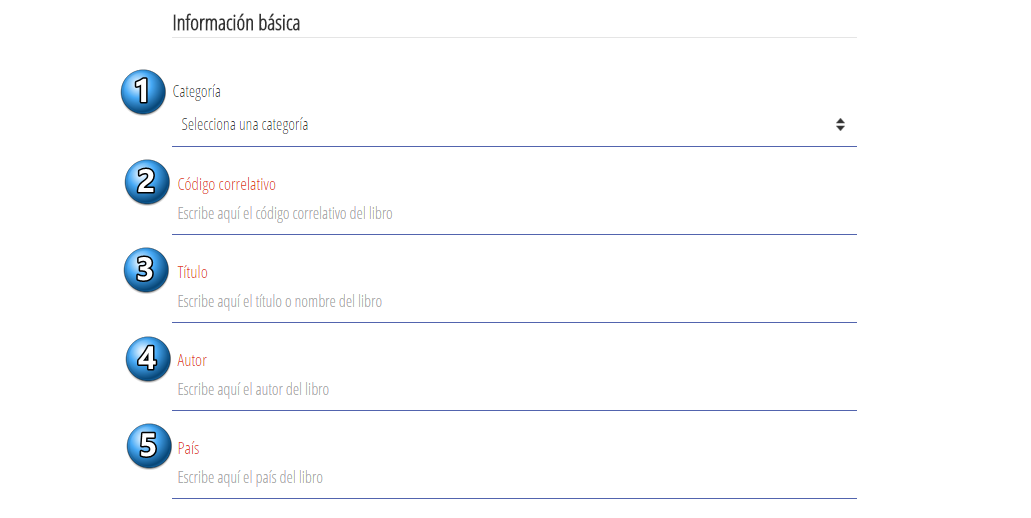 Información básica
1 Categoría
Selecciona una categoría
2 Código correlativo
Escribe aquí el código correlativo del libro
3 Título
Escribe aquí el título o nombre del libro
4 Autor
Escribe aquí el autor del libro
5 País
Escribe aquí el país del libro